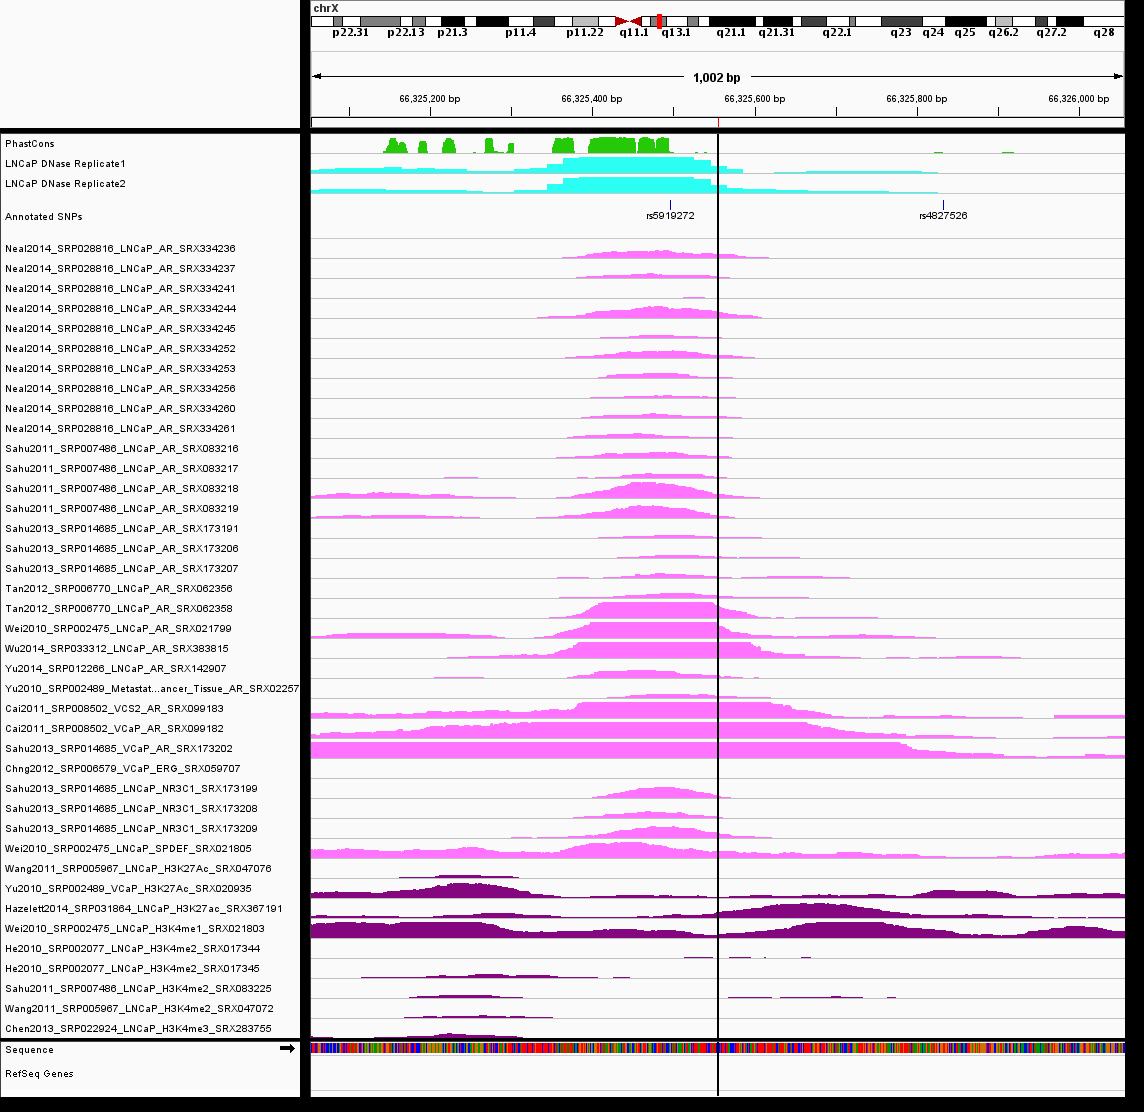 chrX
p22.31 p22.13 p21.3 p11.4 p11.22 q11.1 q13.1 q21.1 q21.31 q22.1 q23 q24 q25 q26.2 q27.2 q28
1,002 bp
66,325,200 bp 66,325,400 bp 66,325,600 bp 66,325,800 bp 66,326,000 bp
PhastCons
LNCaP DNase Replicate1
LNCaP DNase Replicate2
Annotated SNPs rs5919272 rs4827526
Neal2014_SRP028816_LNCaP_AR_SRX334236
Neal2014_SRP028816_LNCaP_AR_SRX334237
Neal2014_SRP028816_LNCaP_AR_SRX334241
Neal2014_SRP028816_LNCaP_AR_SRX334244
Neal2014_SRP028816_LNCaP_AR_SRX334245
Neal2014_SRP028816_LNCaP_AR_SRX334252
Neal2014_SRP028816_LNCaP_AR_SRX334253
Neal2014_SRP028816_LNCaP_AR_SRX334256
Neal2014_SRP028816_LNCaP_AR_SRX334260
Neal2014_SRP028816_LNCaP_AR_SRX334261
Sahu2011_SRP007486_LNCaP_AR_SRX083216
Sahu2011_SRP007486_LNCaP_AR_SRX083217
Sahu2011_SRP007486_LNCaP_AR_SRX083218
Sahu2011_SRP007486_LNCaP_AR_SRX083219
Sahu2013_SRP014685_LNCaP_AR_SRX173191
Sahu2013_SRP014685_LNCaP_AR_SRX173206
Sahu2013_SRP014685_LNCaP_AR_SRX173207
Tan2012_SRP006770_LNCaP_AR_SRX062356
Tan2012_SRP006770_LNCaP_AR_SRX062358
Wei2010_SRP002475_LNCaP_AR_SRX021799
Wu2014_SRP033312_LNCaP_AR_SRX383815
Yu2014_SRP012266_LNCaP_AR_SRX142907
Yu2010_SRP002489_Metastat...ancer_Tissue_AR_SRX02257
Cai2011_SRP008502_VCS2_AR_SRX099183
Cai2011_SRP008502_VCaP_AR_SRX099182
Sahu2013_SRP014685_VCaP_AR_SRX173202
Chng2012_SRP006579_VCaP_ERG_SRX059707
Sahu2013_SRP014685_LNCaP_NR3C1_SRX173199
Sahu2013_SRP014685_LNCaP_NR3C1_SRX173208
Sahu2013_SRP014685_LNCaP_NR3C1_SRX173209
Wei2010_SRP002475_LNCaP_SPDEF_SRX021805
Wang2011_SRP005967_LNCaP_H3K27Ac_SRX047076
Yu2010_SRP002489_VCaP_H3K27Ac_SRX020935
Hazelett2014_SRP031864_LNCaP_H3K27ac_SRX367191
Wei2010_SRP002475_LNCaP_H3K4me1_SRX021803
He2010_SRP002077_LNCaP_H3K4me2_SRX017344
He2010_SRP002077_LNCaP_H3K4me2_SRX017345
Sahu2011_SRP007486_LNCaP_H3K4me2_SRX083225
Wang2011_SRP005967_LNCaP_H3K4me2_SRX047072
Chen2013_SRP022924_LNCaP_H3K4me3_SRX283755
Sequence
RefSeq Genes